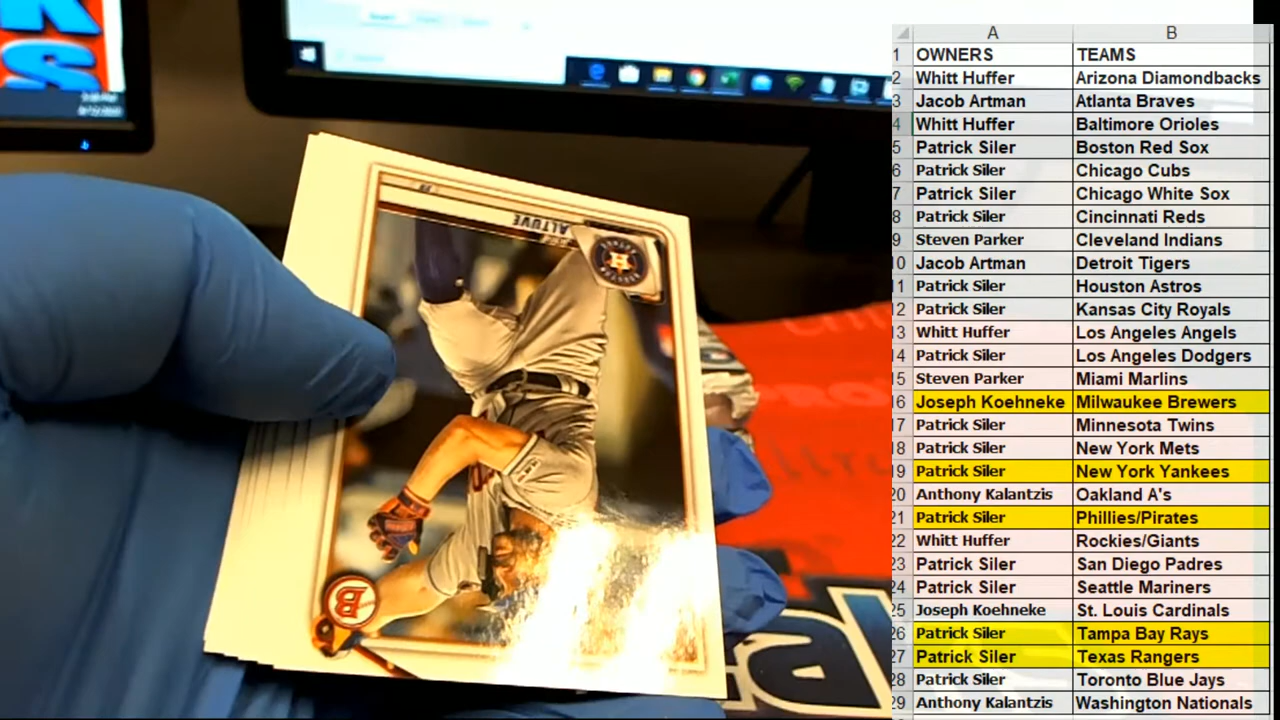 A B
1 OWNERS TEAMS
2 Whitt Huffer Arizona Diamondbacks
3 Jacob Artman Atlanta Braves
4 Whitt Huffer Baltimore Orioles
5 Patrick Siler Boston Red Sox
6 Patrick Siler Chicago Cubs
7 Patrick Siler Chicago White Sox
8 Patrick Siler Cincinnati Reds
9 Steven Parker Cleveland Indians
10 Jacob Artman Detroit Tigers
11 Patrick Siler Houston Astros
12 Patrick Siler Kansas City Royals
13 Whitt Huffer Los Angeles Angels
14 Patrick Siler Los Angeles Dodgers
15 Steven Parker Miami Marlins
16 Joseph Koehneke Milwaukee Brewers
17 Patrick Siler Minnesota Twins
18 Patrick Siler New York Mets
19 Patrick Siler New York Yankees
20 Anthony Kalantzis Oakland A's
21 Patrick Siler Phillies/Pirates
22 Whitt Huffer Rockies/Giants
23 Patrick Siler San Diego Padres
24 Patrick Siler Seattle Mariners
25 Joseph Koehneke St. Louis Cardinals
26 Patrick Siler Tampa Bay Rays
27 Patrick Siler Texas Rangers
28 Patrick Siler Toronto Blue Jays
29 Anthony Kalantzis Washington Nationals
ALTUVE
H
B